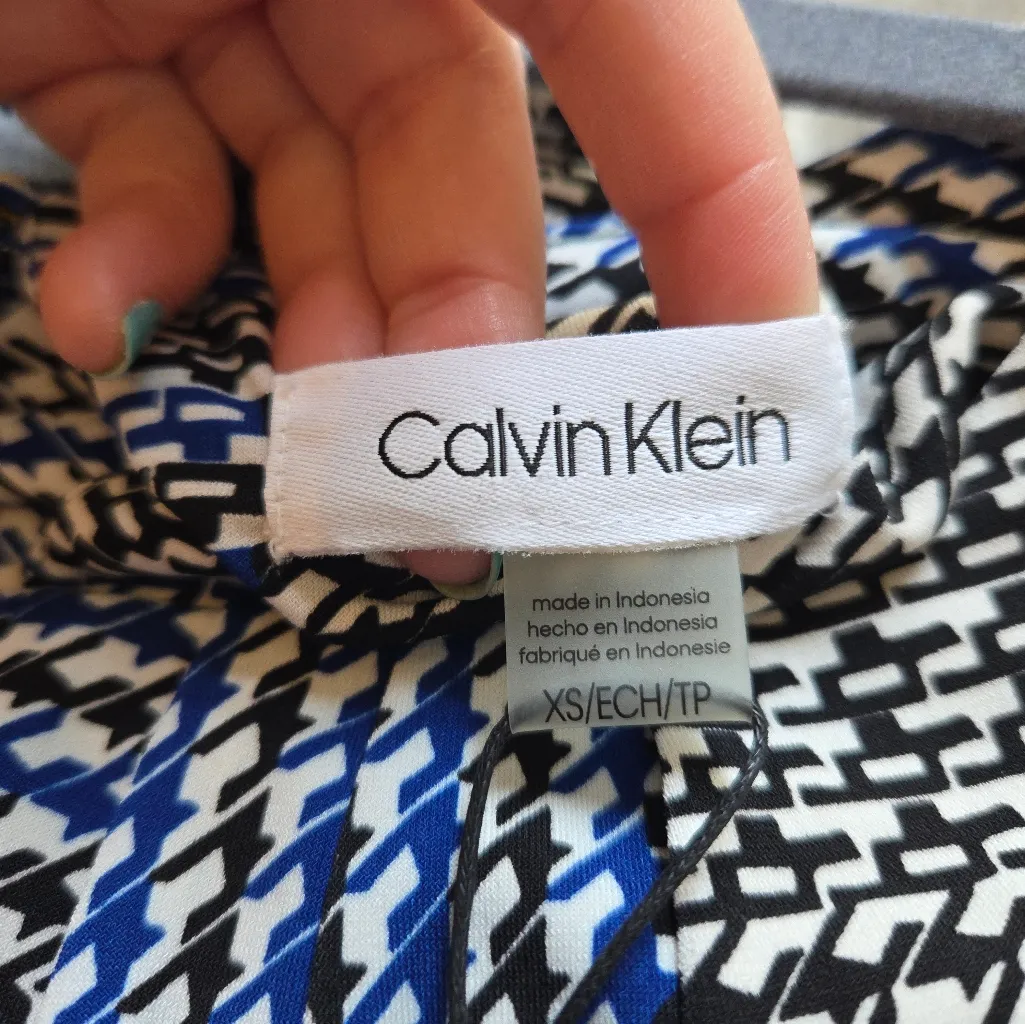 Calvin Klein
made in Indonesia
hecho en Indonesia
fabriqué en Indonesie
XS/ECH/TP